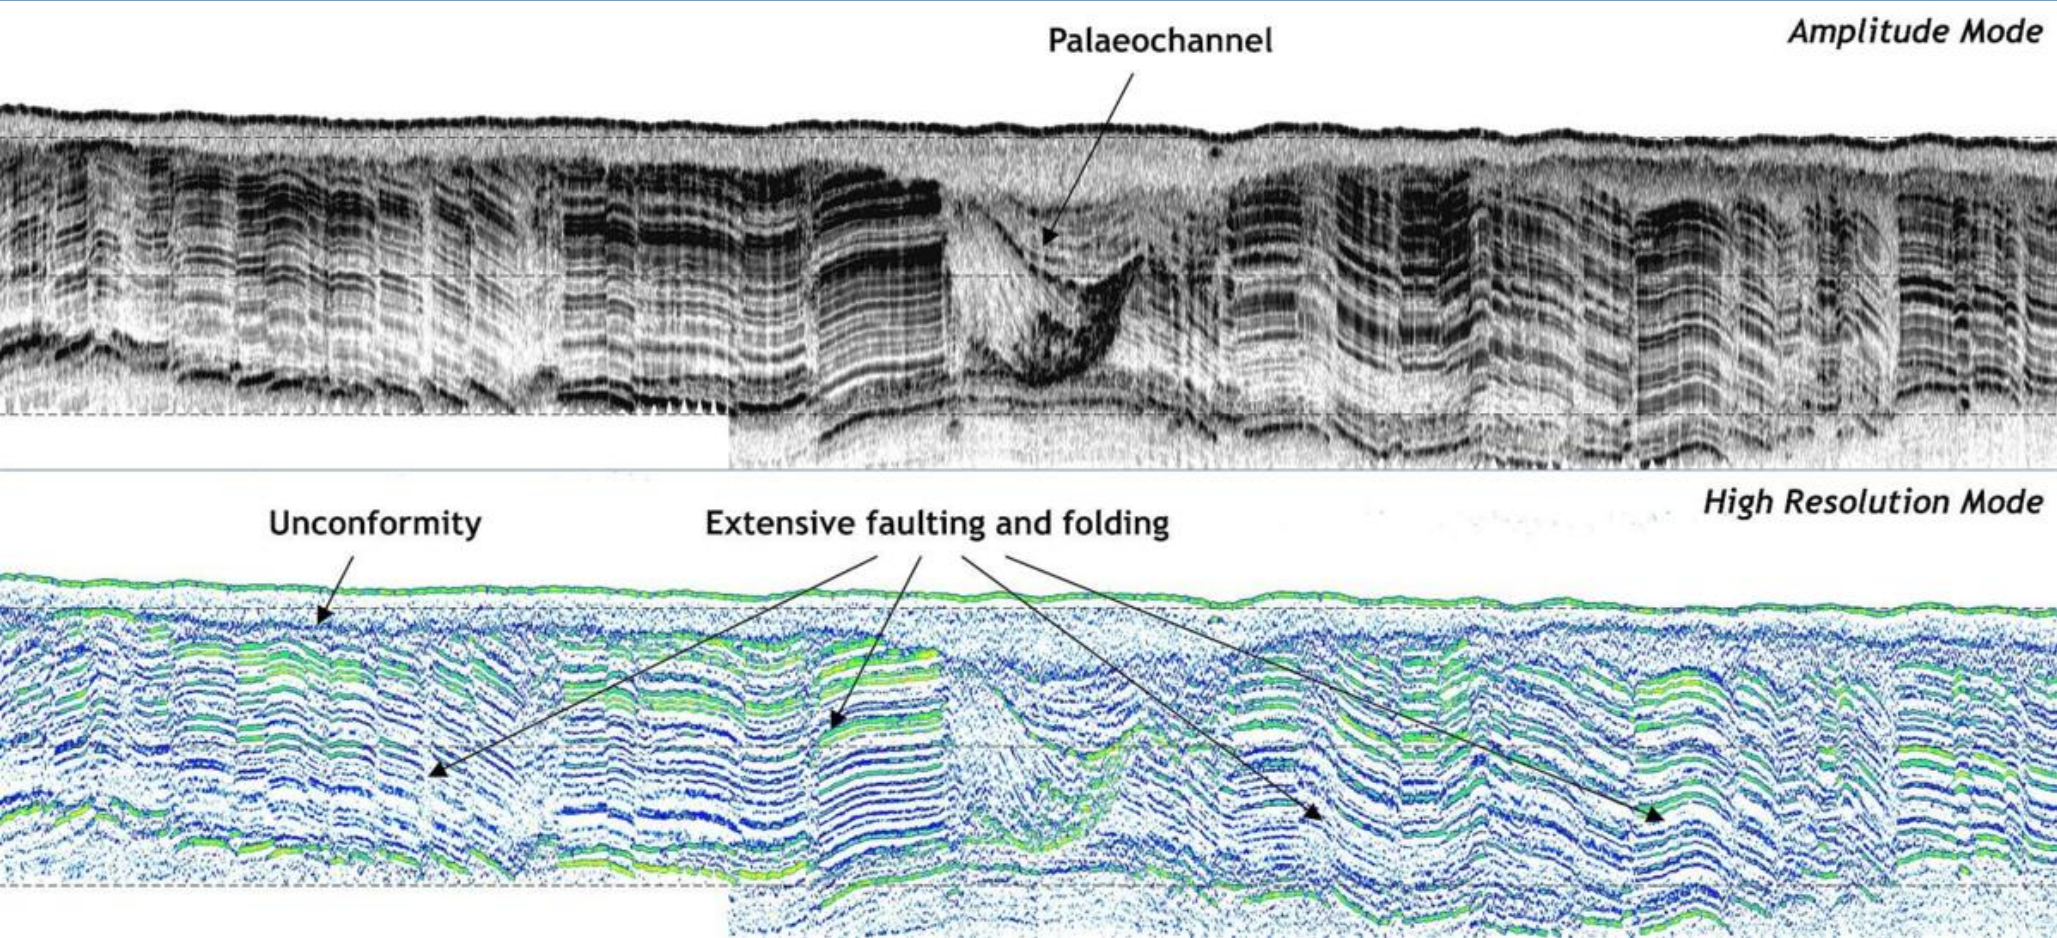 Amplitude Mode
Palaeochannel
High Resolution Mode
Unconformity
Extensive faulting and folding